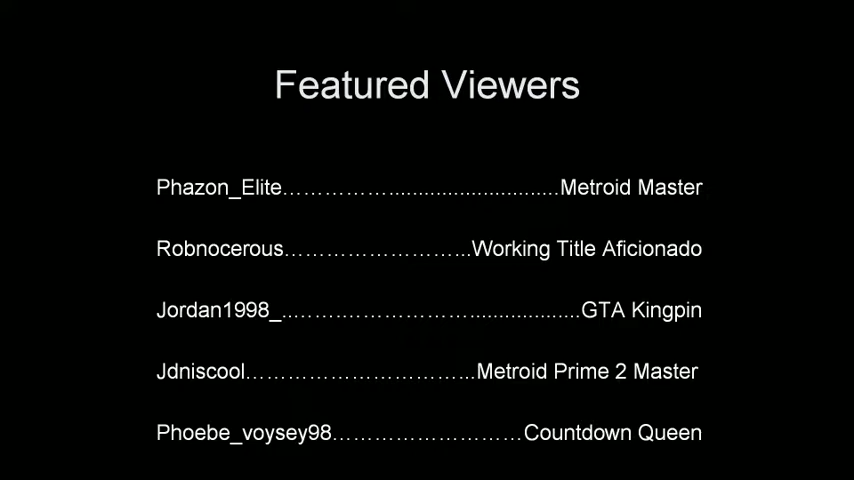 Featured Viewers
Phazon_Elite……………............................Metroid Master
Robnocerous……………………...Working Title Aficionado
Jordan1998_..…….………………...................GTA Kingpin
Jdniscool…………………………...Metroid Prime 2 Master
Phoebe_voysey98………………………Countdown Queen